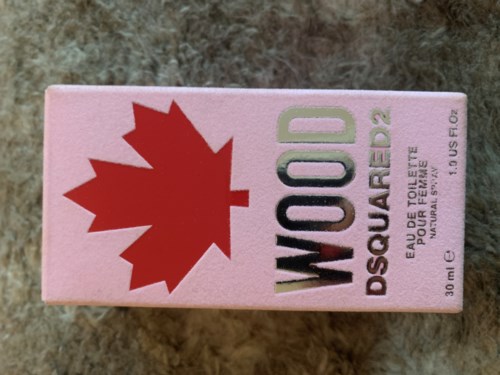 WOOD
DSQUARED2
EAU DE TOILETTE
POUR FEMME
NATURAL SPRAY
30 ml ℮ 1.0 US Fl.Oz